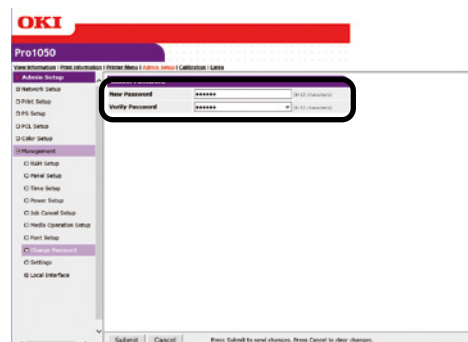 OKI
Pro1050
View Information | Print Information | Printer Menu | Admin Setup | Calibration | Links
Admin Setup
Network Setup
Print Setup
PS Setup
PCL Setup
Color Setup
Management
RAM Setup
Panel Setup
Time Setup
Power Setup
Job Cancel Setup
Media Operation Setup
Font Setup
Change Password
Settings
Local Interface
New Password •••••• (6-12 characters)
Verify Password •••••• (6-12 characters)
Submit Cancel Press Submit to send changes. Press Cancel to clear changes.